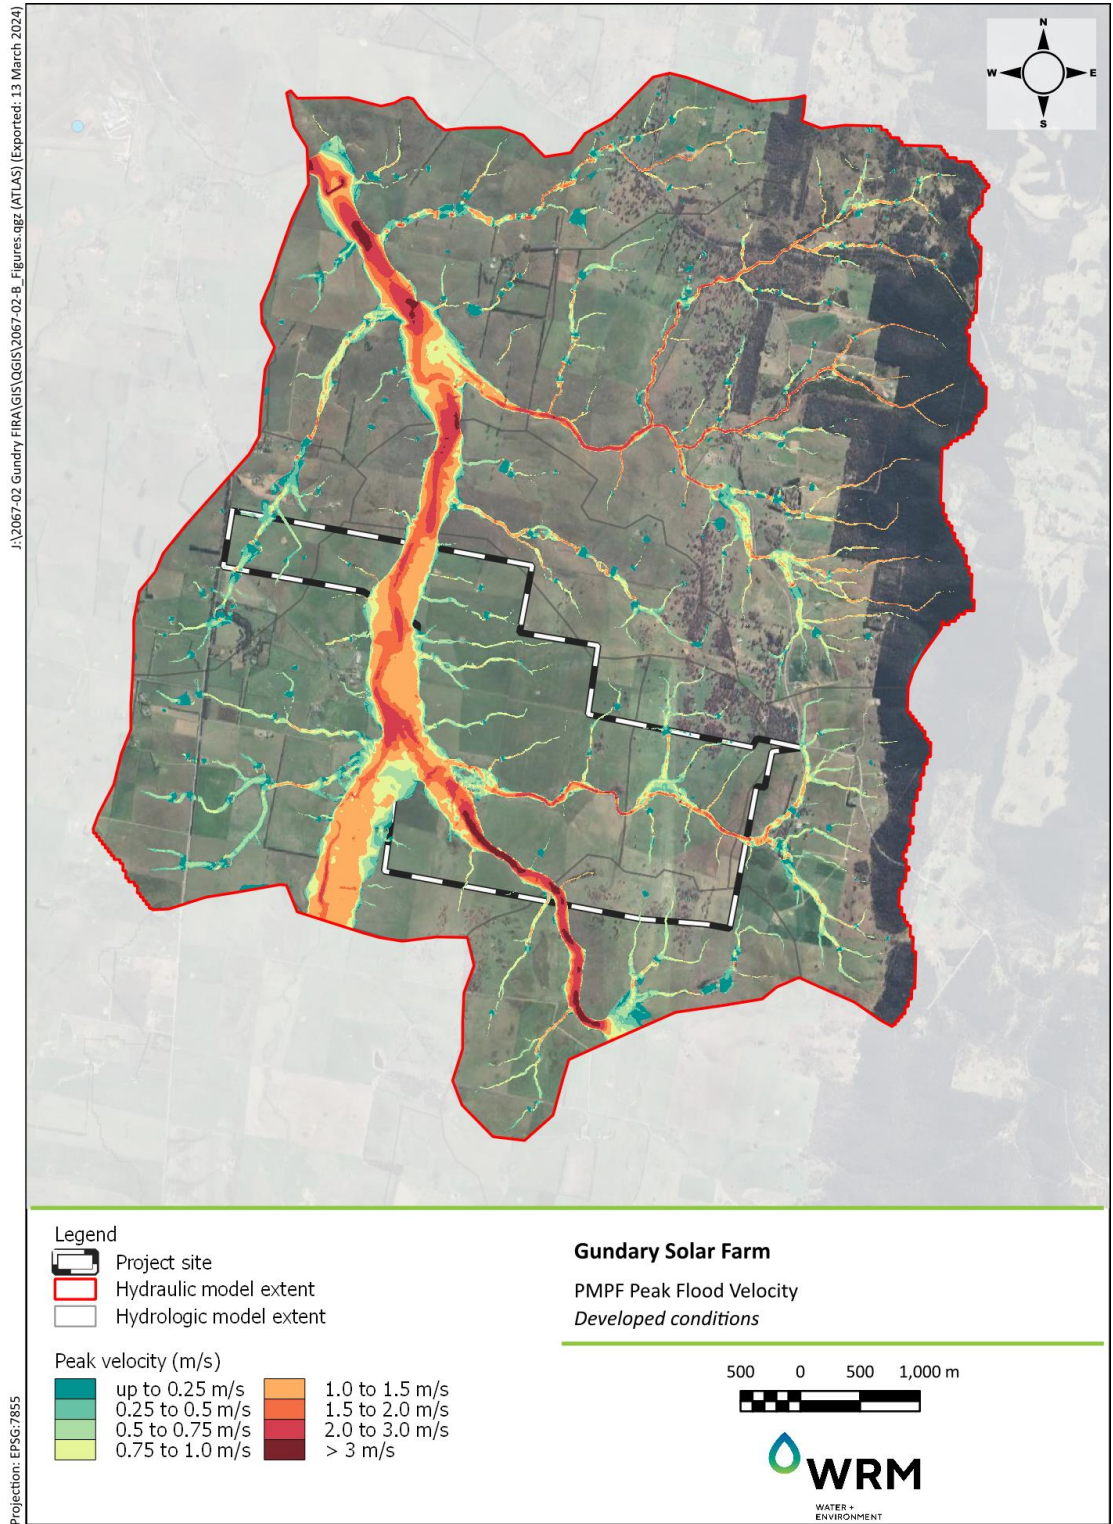 J:\2067-02 Gundry FIRA\GIS\QGIS\2067-02-B_Figures.qgz (ATLAS) (Exported: 13 March 2024)
N
W
E
S
Legend
Project site
Hydraulic model extent
Hydrologic model extent
Peak velocity (m/s)
up to 0.25 m/s
0.25 to 0.5 m/s
0.5 to 0.75 m/s
0.75 to 1.0 m/s
1.0 to 1.5 m/s
1.5 to 2.0 m/s
2.0 to 3.0 m/s
> 3 m/s
Gundary Solar Farm
PMPF Peak Flood Velocity
Developed conditions
500 0 500 1,000 m
WRM
WATER +
ENVIRONMENT
Projection: EPSG:7855